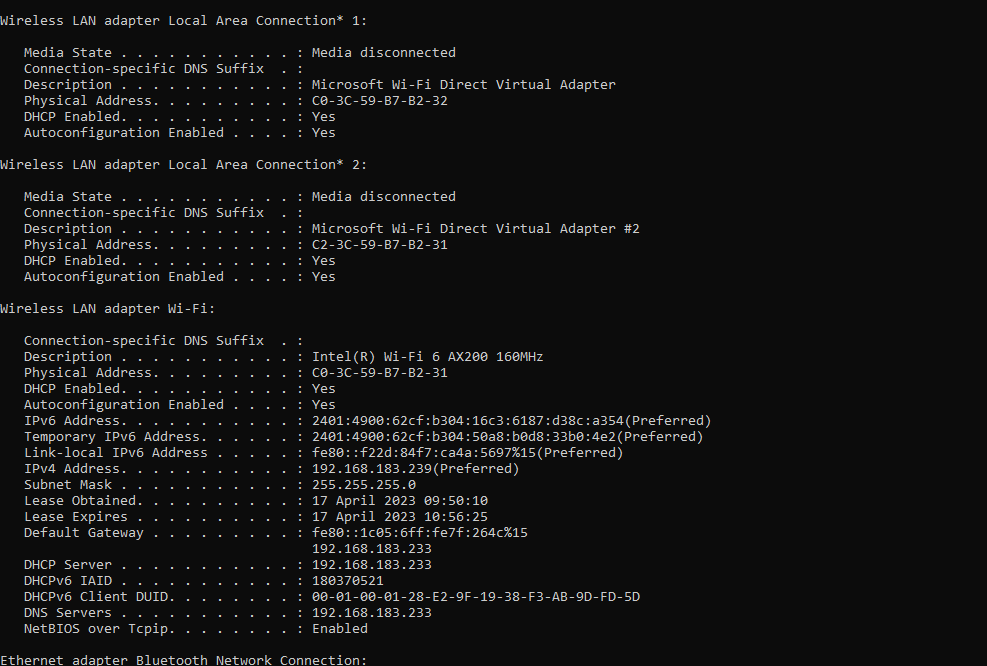 Wireless LAN adapter Local Area Connection* 1:
Media State . . . . . . . . . . . : Media disconnected
Connection-specific DNS Suffix  . :
Description . . . . . . . . . . . : Microsoft Wi-Fi Direct Virtual Adapter
Physical Address. . . . . . . . . : C0-3C-59-B7-B2-32
DHCP Enabled. . . . . . . . . . . : Yes
Autoconfiguration Enabled . . . . : Yes
Wireless LAN adapter Local Area Connection* 2:
Media State . . . . . . . . . . . : Media disconnected
Connection-specific DNS Suffix  . :
Description . . . . . . . . . . . : Microsoft Wi-Fi Direct Virtual Adapter #2
Physical Address. . . . . . . . . : C2-3C-59-B7-B2-31
DHCP Enabled. . . . . . . . . . . : Yes
Autoconfiguration Enabled . . . . : Yes
Wireless LAN adapter Wi-Fi:
Connection-specific DNS Suffix  . :
Description . . . . . . . . . . . : Intel(R) Wi-Fi 6 AX200 160MHz
Physical Address. . . . . . . . . : C0-3C-59-B7-B2-31
DHCP Enabled. . . . . . . . . . . : Yes
Autoconfiguration Enabled . . . . : Yes
IPv6 Address. . . . . . . . . . . : 2401:4900:62cf:b304:16c3:6187:d38c:a354(Preferred)
Temporary IPv6 Address. . . . . . : 2401:4900:62cf:b304:50a8:b0d8:33b0:4e2(Preferred)
Link-local IPv6 Address . . . . . : fe80::f22d:84f7:ca4a:5697%15(Preferred)
IPv4 Address. . . . . . . . . . . : 192.168.183.239(Preferred)
Subnet Mask . . . . . . . . . . . : 255.255.255.0
Lease Obtained. . . . . . . . . . : 17 April 2023 09:50:10
Lease Expires . . . . . . . . . . : 17 April 2023 10:56:25
Default Gateway . . . . . . . . . : fe80::1c05:6ff:fe7f:264c%15
192.168.183.233
DHCP Server . . . . . . . . . . . : 192.168.183.233
DHCPv6 IAID . . . . . . . . . . . : 180370521
DHCPv6 Client DUID. . . . . . . . : 00-01-00-01-28-E2-9F-19-38-F3-AB-9D-FD-5D
DNS Servers . . . . . . . . . . . : 192.168.183.233
NetBIOS over Tcpip. . . . . . . . : Enabled
Ethernet adapter Bluetooth Network Connection: